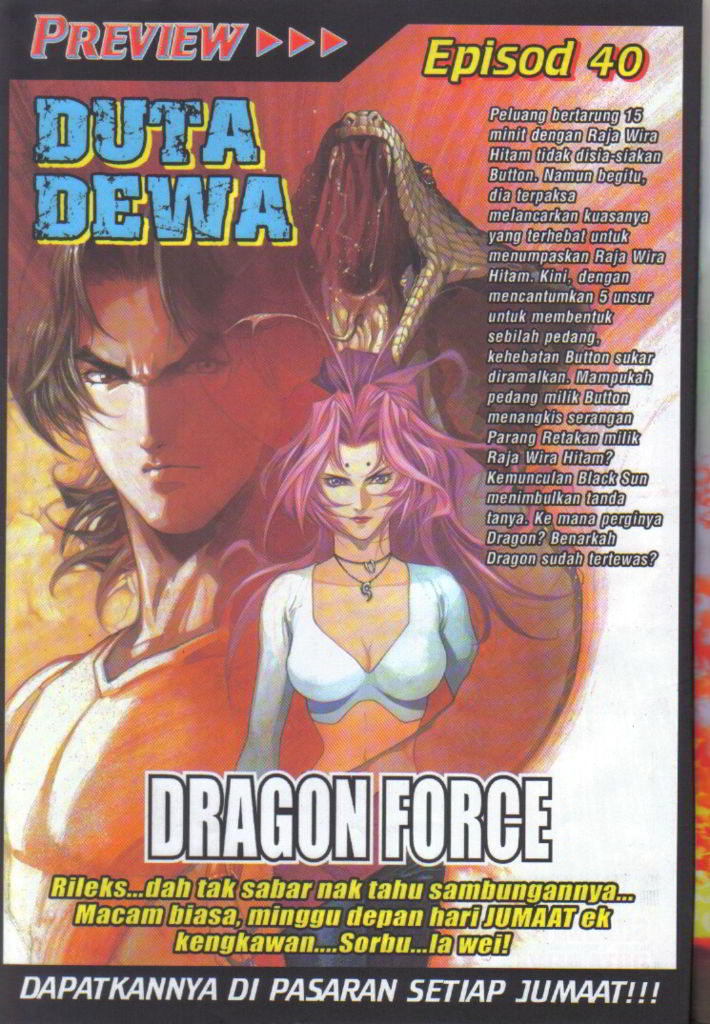 PREVIEW
Episod 40
DUTA
DEWA
Peluang bertarung 15
minit dengan Raja Wira
Hitam tidak disia-siakan
Button. Namun begitu,
dia terpaksa
melancarkan kuasanya
yang terhebat untuk
menumpaskan Raja Wira
Hitam. Kini, dengan
mencantumkan 5 unsur
untuk membentuk
sebilah pedang,
kehebatan Button sukar
diramalkan. Mampukah
pedang milik Button
menangkis serangan
Parang Retakan milik
Raja Wira Hitam?
Kemunculan Black Sun
menimbulkan tanda
tanya. Ke mana perginya
Dragon? Benarkah
Dragon sudah tertewas?
DRAGON FORCE
Rileks...dah tak sabar nak tahu sambungannya...
Macam biasa, minggu depan hari JUMAAT ek
kengkawan....Sorbu...la wei!
DAPATKANNYA DI PASARAN SETIAP JUMAAT!!!